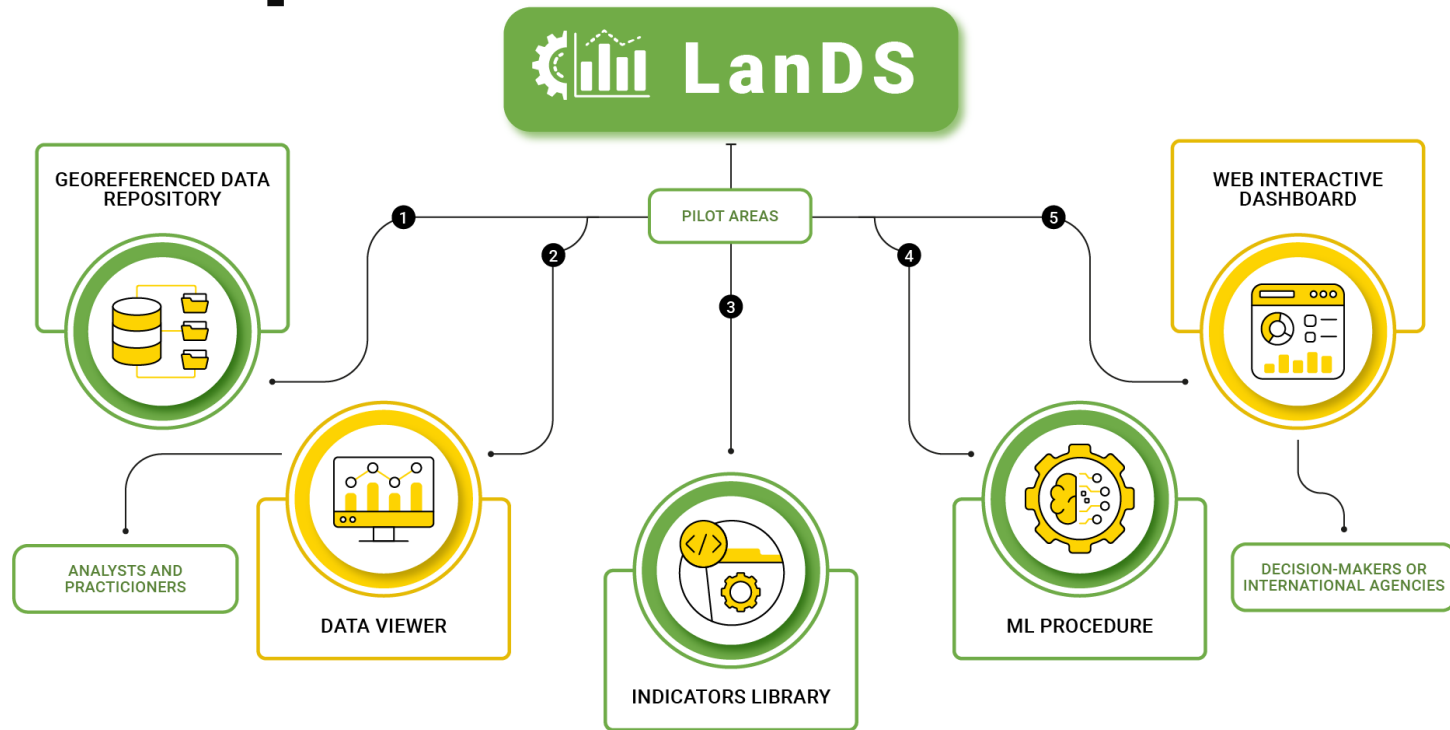 LanDS
GEOREFERENCED DATA
REPOSITORY
WEB INTERACTIVE
DASHBOARD
PILOT AREAS
1
2
3
4
5
ANALYSTS AND
PRACTICIONERS
DATA VIEWER
</>
INDICATORS LIBRARY
ML PROCEDURE
DECISION-MAKERS OR
INTERNATIONAL AGENCIES